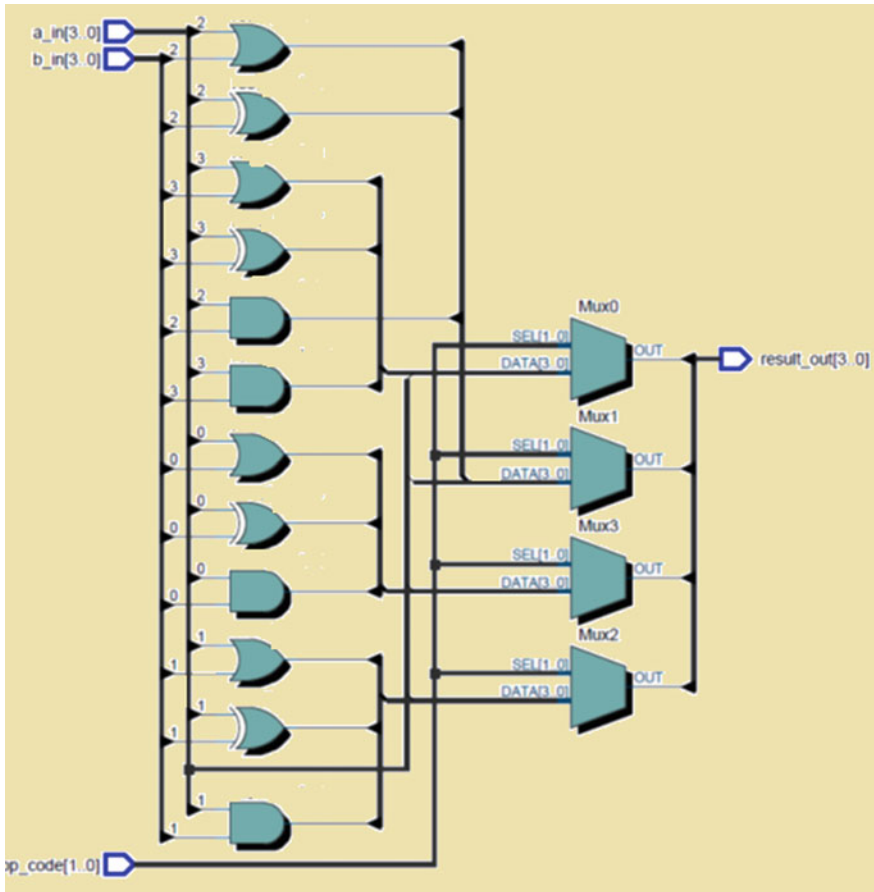 a_in[3..0]
b_in[3..0]
2
2
2
2
3
3
3
3
2
2
3
3
0
0
0
0
0
0
1
1
1
1
1
1
Mux0
SEL[1..0]
DATA[3..0]
OUT
result_out[3..0]
Mux1
SEL[1..0]
DATA[3..0]
OUT
Mux3
SEL[1..0]
DATA[3..0]
OUT
Mux2
SEL[1..0]
DATA[3..0]
OUT
op_code[1..0]